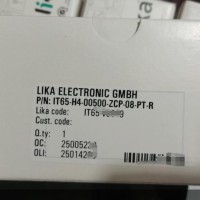 LIKA ELECTRONIC GMBH
P/N: IT65-H4-00500-ZCP-08-PT-R
Lika code:
Cust. code:
Q.ty: 1
OC:
OLI: